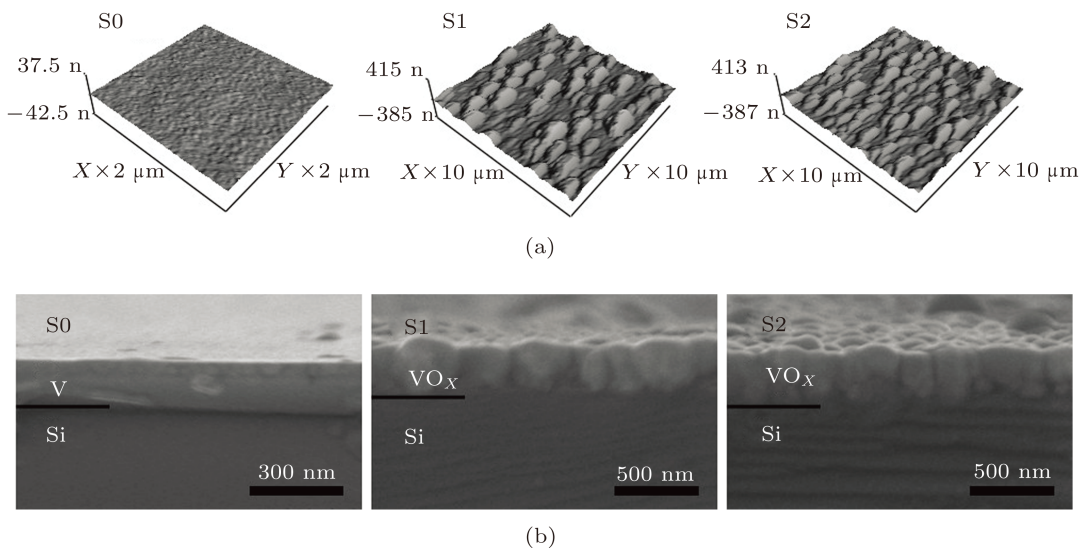 S0
37.5 n
−42.5 n
X×2 µm
Y ×2 µm
S1
415 n
−385 n
X×10 µm
Y ×10 µm
S2
413 n
−387 n
X×10 µm
Y ×10 µm
(a)
S0
V
Si
300 nm
S1
VOX
Si
500 nm
S2
VOX
Si
500 nm
(b)